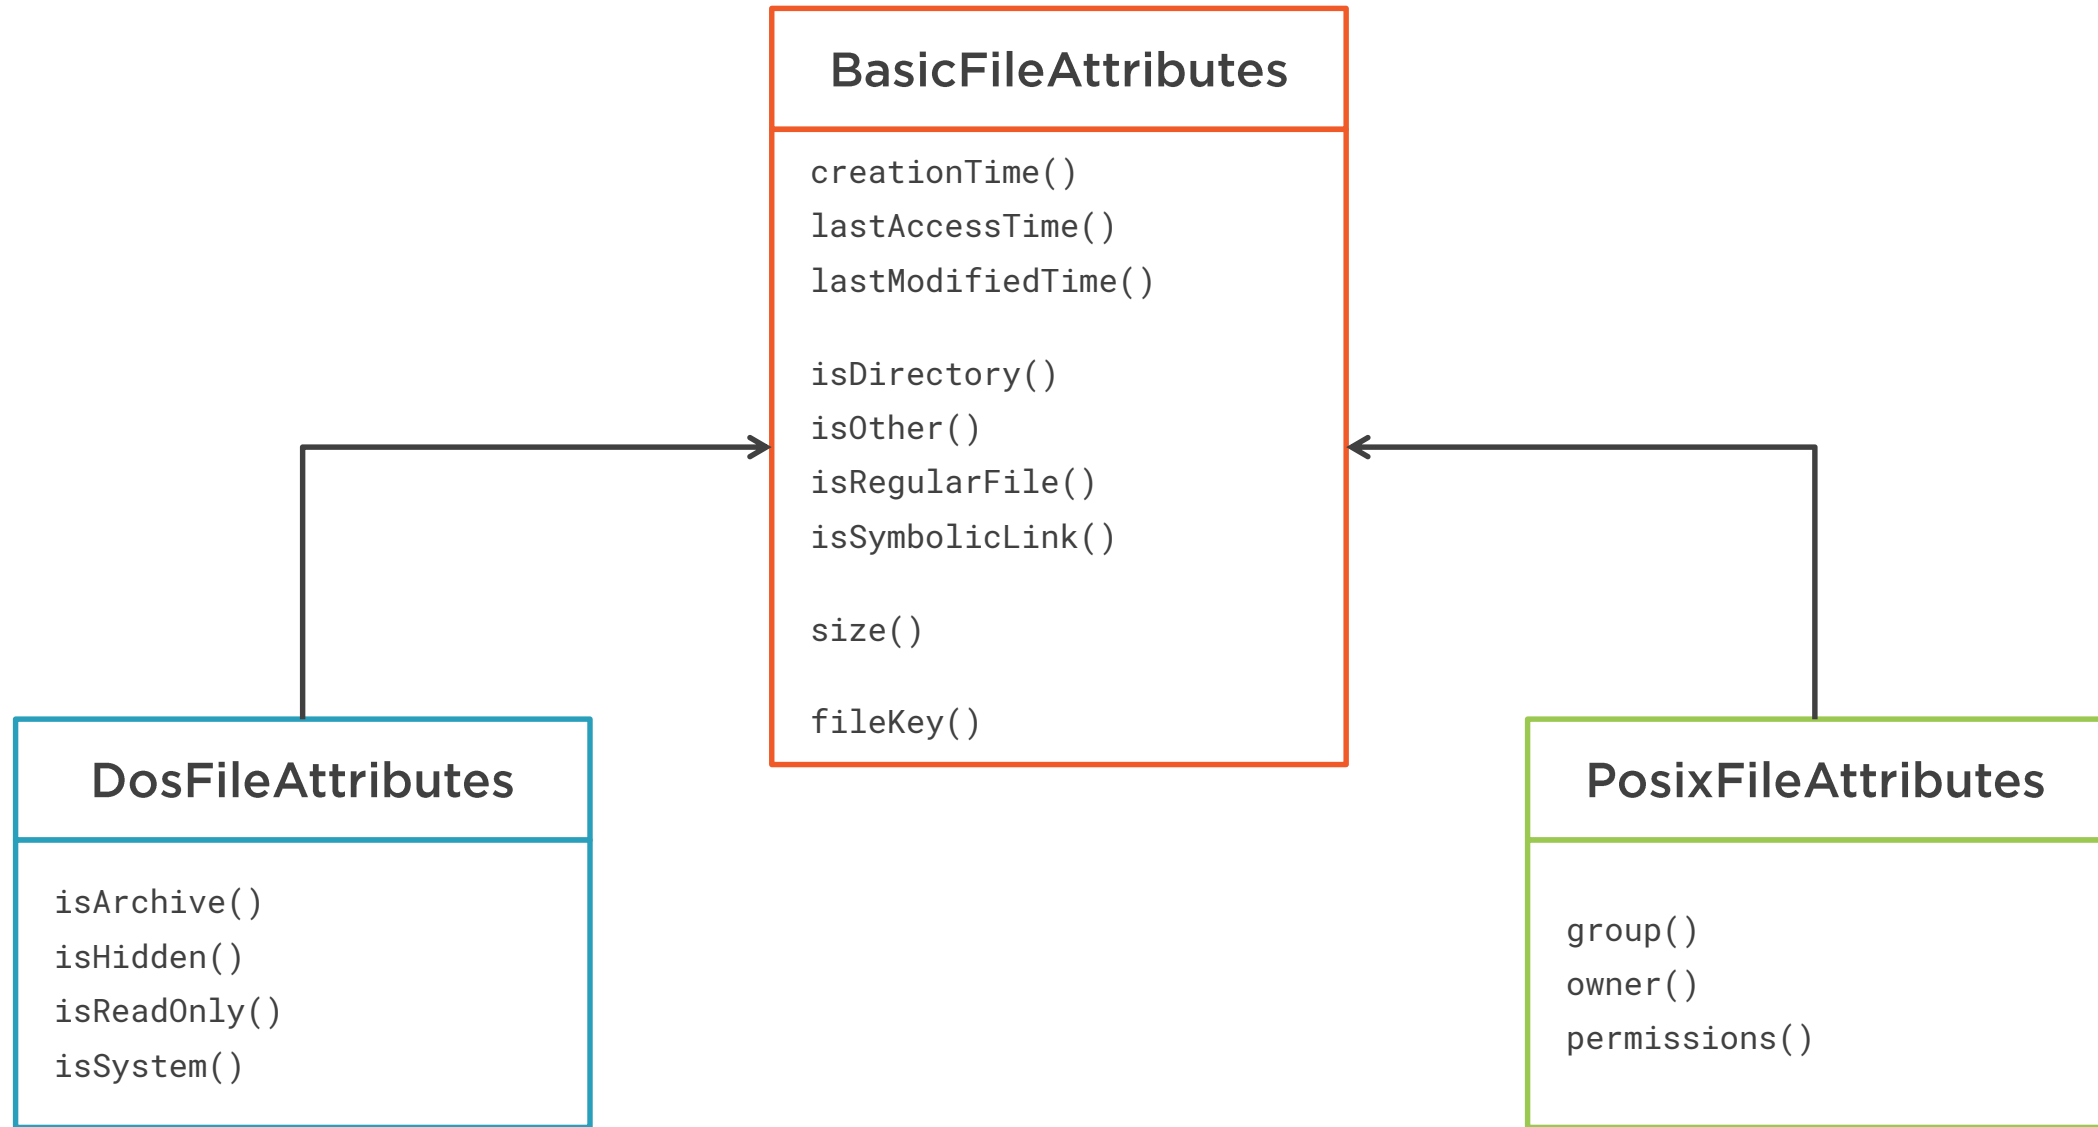 BasicFileAttributes
creationTime()
lastAccessTime()
lastModifiedTime()
isDirectory()
isOther()
isRegularFile()
isSymbolicLink()
size()
fileKey()
DosFileAttributes
isArchive()
isHidden()
isReadOnly()
isSystem()
PosixFileAttributes
group()
owner()
permissions()